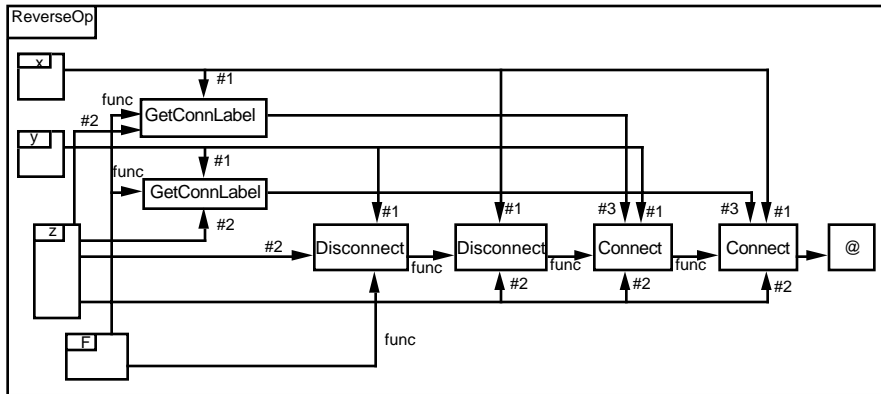 ReverseOp
x
#1
func
GetConnLabel
#2
y
#1
func
GetConnLabel
z
#2
#1
#1
#3
#1
#3
#1
#2
Disconnect
func
Disconnect
func
Connect
func
Connect
@
#2
#2
#2
F
func